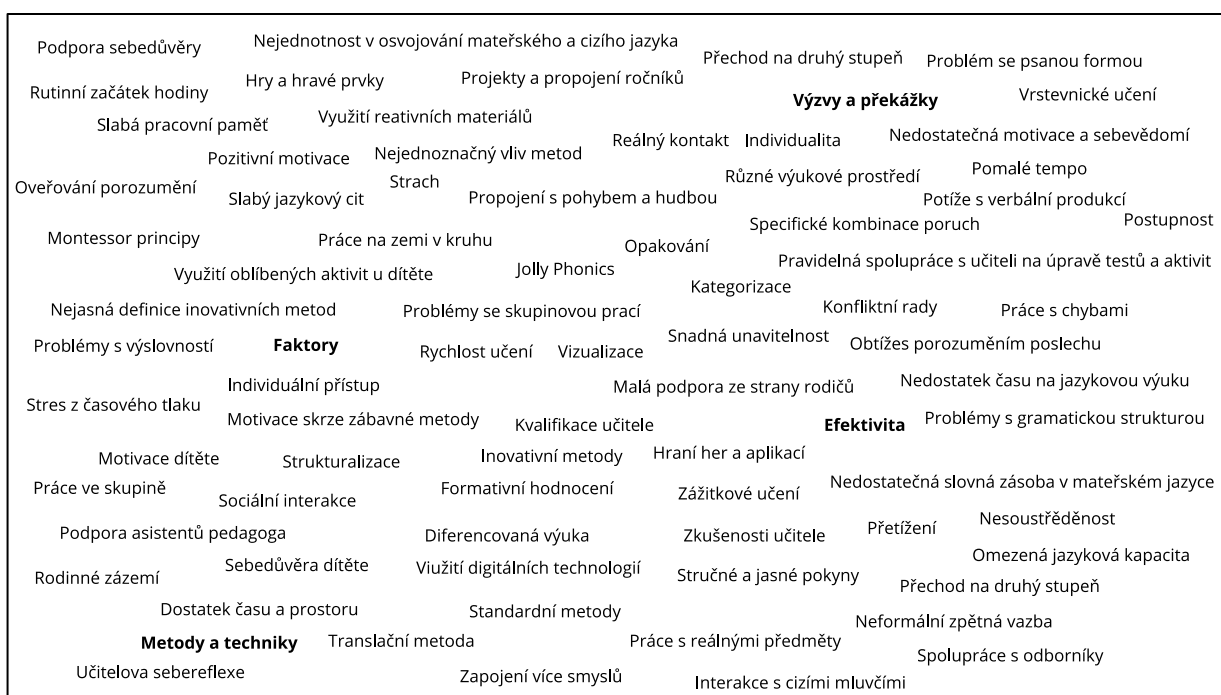 Podpora sebedůvěry
Nejednotnost v osvojování mateřského a cizího jazyka
Přechod na druhý stupeň
Problém se psanou formou
Rutinní začátek hodiny
Hry a hravé prvky
Projekty a propojení ročníků
Výzvy a překážky
Vrstevnické učení
Slabá pracovní paměť
Využití reativních materiálů
Reálný kontakt
Individualita
Nedostatečná motivace a sebevědomí
Pozitivní motivace
Nejednoznačný vliv metod
Různé výukové prostředí
Pomalé tempo
Oveřování porozumění
Slabý jazykový cit
Strach
Propojení s pohybem a hudbou
Potíže s verbální produkcí
Specifické kombinace poruch
Postupnost
Montessor principy
Práce na zemi v kruhu
Opakování
Pravidelná spolupráce s učiteli na úpravě testů a aktivit
Využití oblíbených aktivit u dítěte
Jolly Phonics
Kategorizace
Nejasná definice inovativních metod
Problémy se skupinovou prací
Konfliktní rady
Práce s chybami
Problémy s výslovností
Faktory
Rychlost učení
Vizualizace
Snadná unavitelnost
Obtížes porozuměním poslechu
Individuální přístup
Malá podpora ze strany rodičů
Nedostatek času na jazykovou výuku
Stres z časového tlaku
Motivace skrze zábavné metody
Kvalifikace učitele
Efektivita
Problémy s gramatickou strukturou
Motivace dítěte
Strukturalizace
Inovativní metody
Hraní her a aplikací
Práce ve skupině
Sociální interakce
Formativní hodnocení
Zážitkové učení
Nedostatečná slovná zásoba v mateřském jazyce
Podpora asistentů pedagoga
Diferencovaná výuka
Zkušenosti učitele
Přetížení
Nesoustředěnost
Omezená jazyková kapacita
Rodinné zázemí
Sebedůvěra dítěte
Viužití digitálních technologií
Stručné a jasné pokyny
Přechod na druhý stupeň
Dostatek času a prostoru
Standardní metody
Neformální zpětná vazba
Metody a techniky
Translační metoda
Práce s reálnými předměty
Spolupráce s odborníky
Učitelova sebereflexe
Zapojení více smyslů
Interakce s cizími mluvčími